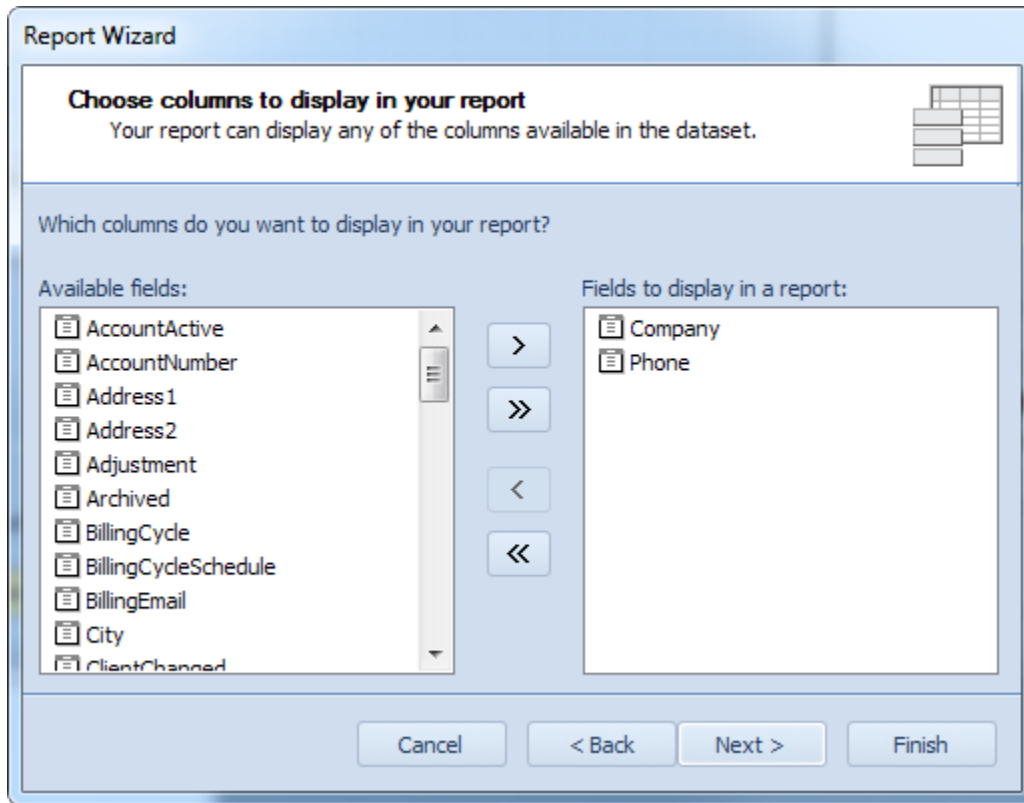 Report Wizard
Choose columns to display in your report
Your report can display any of the columns available in the dataset.
Which columns do you want to display in your report?
Available fields:
AccountActive
AccountNumber
Address1
Address2
Adjustment
Archived
BillingCycle
BillingCycleSchedule
BillingEmail
City
ClientChanged
>
>>
<
<<
Fields to display in a report:
Company
Phone
Cancel
< Back
Next >
Finish